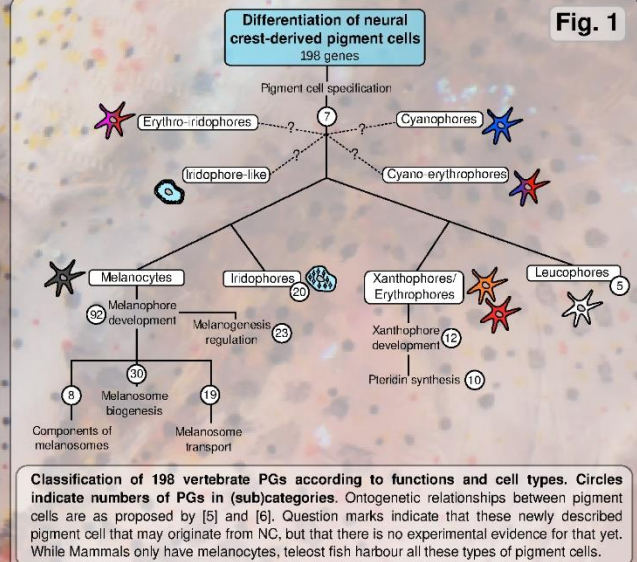 Fig. 1
Differentiation of neural
crest-derived pigment cells
198 genes
Pigment cell specification
7
Erythro-iridophores
?
?
Cyanophores
Iridophore-like
?
?
Cyano-erythrophores
Melanocytes
Iridophores
20
Xanthophores/
Erythrophores
Leucophores
5
92
Melanophore
development
Melanogenesis
regulation
23
Xanthophore
development
12
Pteridin synthesis
10
8
30
19
Components of
melanosomes
Melanosome
biogenesis
Melanosome
transport
Classification of 198 vertebrate PGs according to functions and cell types. Circles
indicate numbers of PGs in (sub)categories. Ontogenetic relationships between pigment
cells are as proposed by [5] and [6]. Question marks indicate that these newly described
pigment cell that may originate from NC, but that there is no experimental evidence for that yet.
While Mammals only have melanocytes, teleost fish harbour all these types of pigment cells.